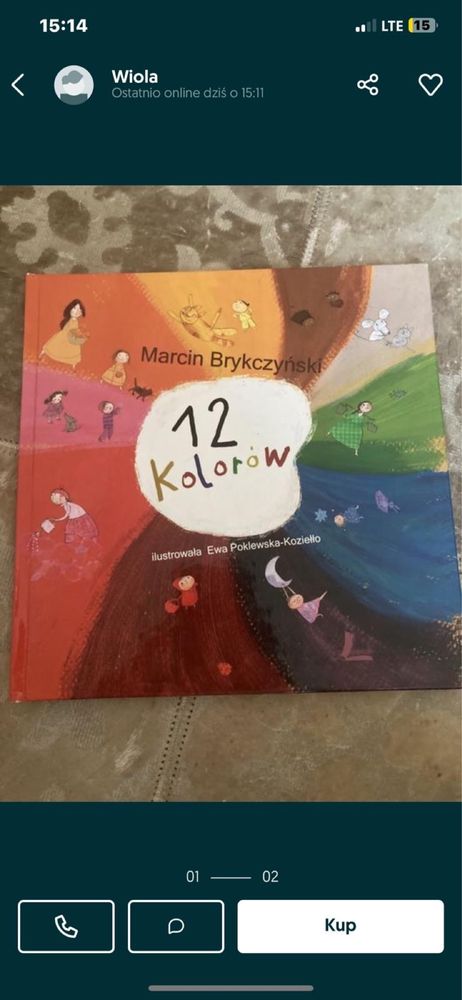 15:14
LTE 15
Wiola
Ostatnio online dziś o 15:11
Marcin Brykczyński
12
Kolorów
ilustrowała Ewa Poklewska-Koziełło
01 02
Kup